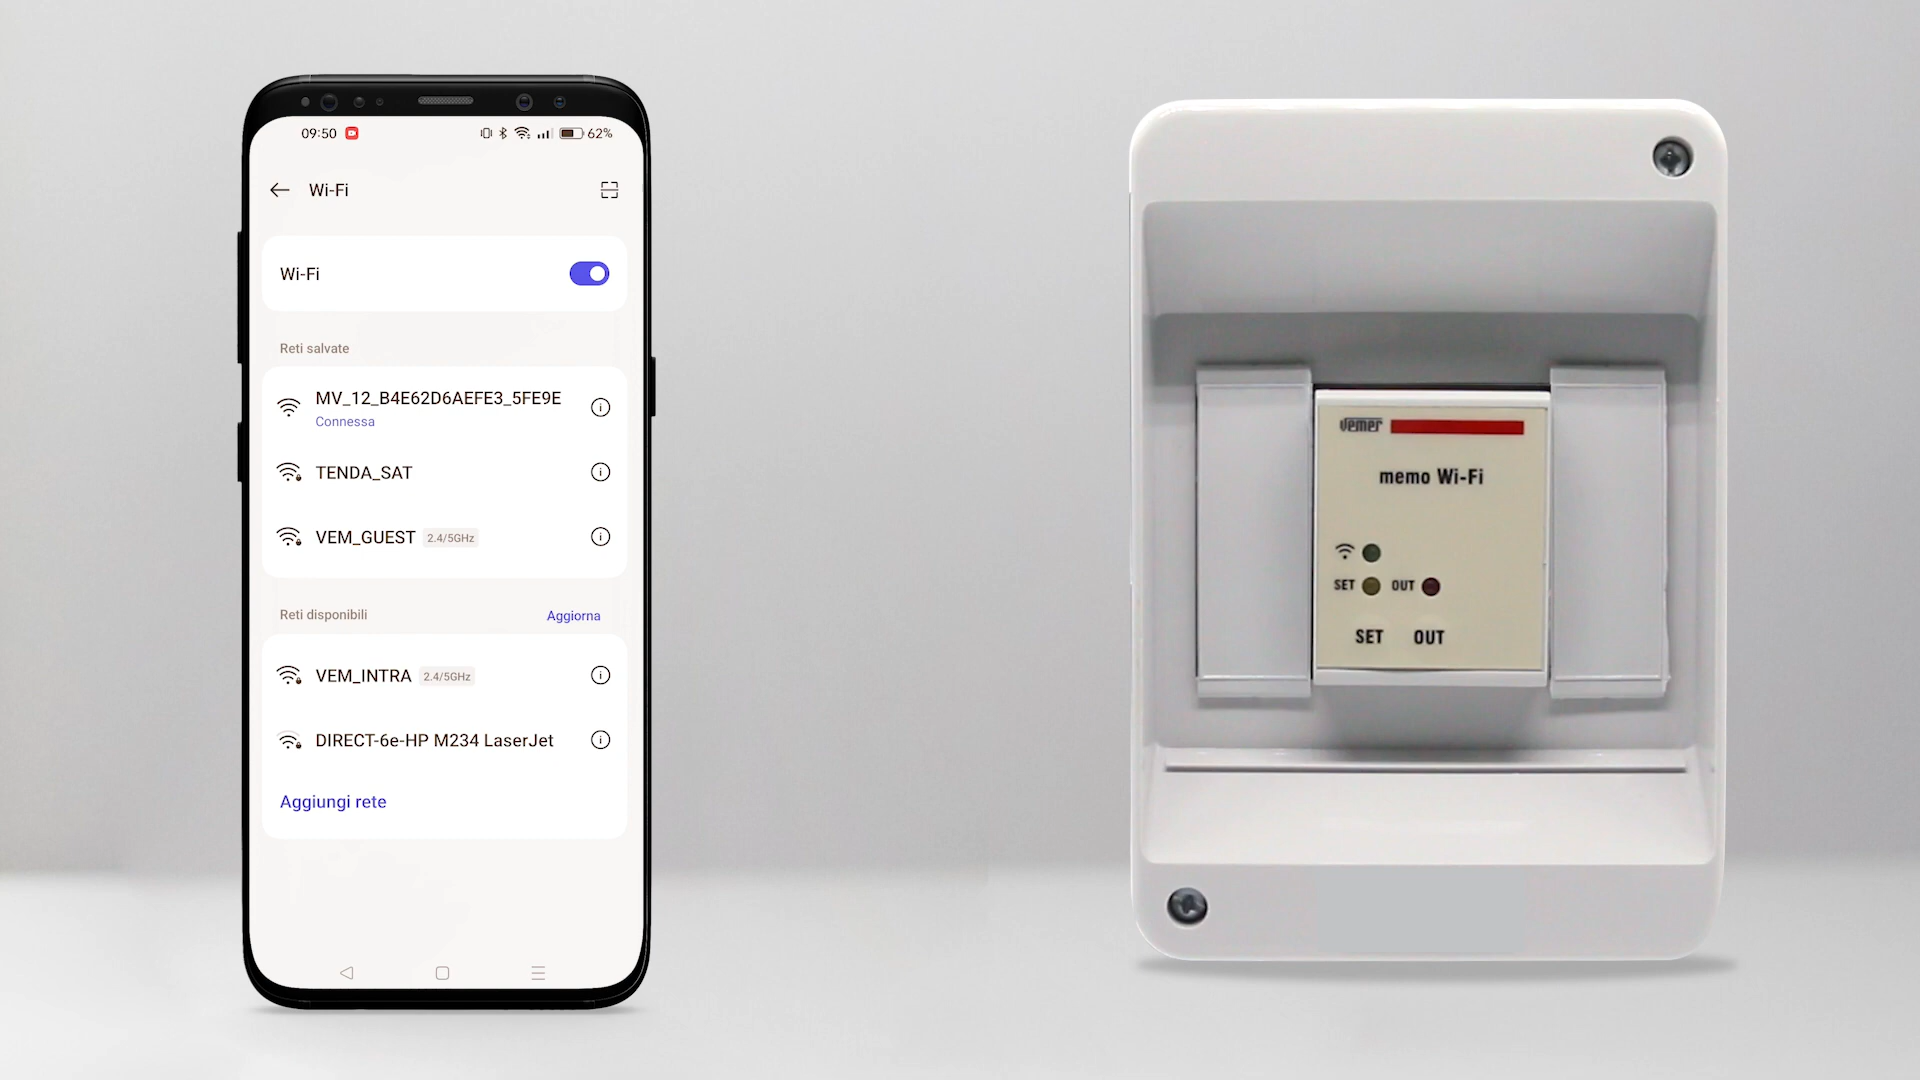 09:50
62%
Wi-Fi
Wi-Fi
Reti salvate
MV_12_B4E62D6AEFE3_5FE9E
Connessa
TENDA_SAT
VEM_GUEST 2.4/5GHz
Reti disponibili
Aggiorna
VEM_INTRA 2.4/5GHz
DIRECT-6e-HP M234 LaserJet
Aggiungi rete
vemer
memo Wi-Fi
SET OUT
SET OUT